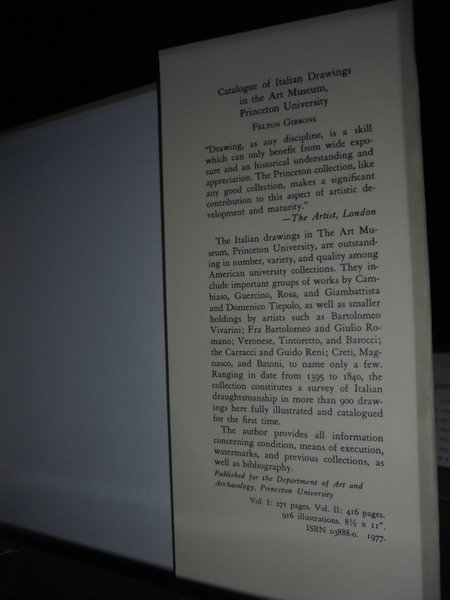 Catalogue of Italian Drawings
in the Art Museum,
Princeton University
FELTON GIBBONS
"Drawing, as any discipline, is a skill
which can only benefit from wide expo-
sure and an historical understanding and
appreciation. The Princeton collection, like
any good collection, makes a significant
contribution to this aspect of artistic de-
velopment and maturity."
—The Artist, London
The Italian drawings in The Art Mu-
seum, Princeton University, are outstand-
ing in number, variety, and quality among
American university collections. They in-
clude important groups of works by Cam-
biaso, Guercino, Rosa, and Giambattista
and Domenico Tiepolo, as well as smaller
holdings by artists such as Bartolomeo
Vivarini; Fra Bartolomeo and Giulio Ro-
mano; Veronese, Tintoretto, and Barocci;
the Carracci and Guido Reni; Creti, Mag-
nasco, and Batoni, to name only a few.
Ranging in date from 1395 to 1840, the
collection constitutes a survey of Italian
draughtsmanship in more than 900 draw-
ings here fully illustrated and catalogued
for the first time.
The author provides all information
concerning condition, means of execution,
watermarks, and previous collections, as
well as bibliography.
Published for the Department of Art and
Archaeology, Princeton University
Vol. I: 271 pages. Vol. II: 416 pages.
916 illustrations. 8½ x 11".
ISBN 03888-0. 1977.